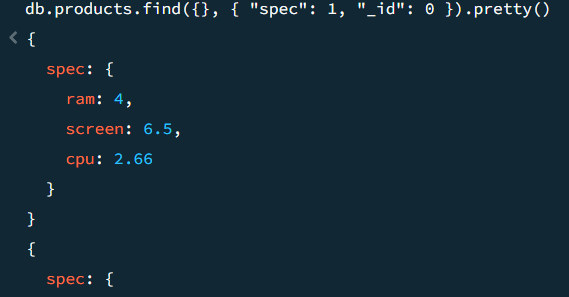 db.products.find({}, { "spec": 1, "_id": 0 }).pretty()
< {
spec: {
ram: 4,
screen: 6.5,
cpu: 2.66
}
}
{
spec: {